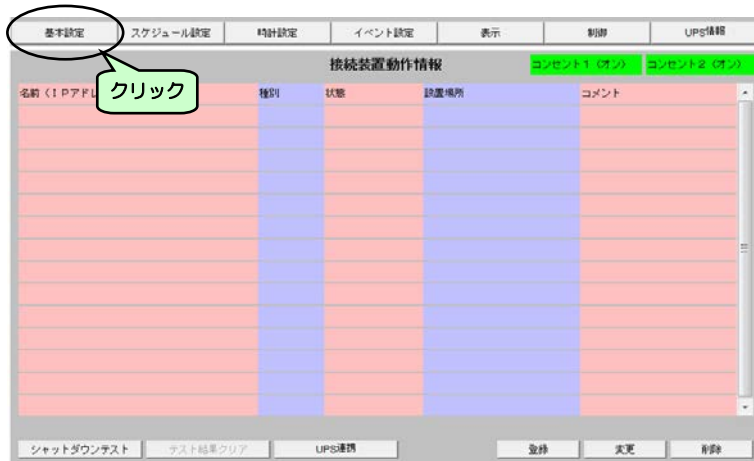 基本設定 スケジュール設定 時計設定 イベント設定 表示 制御 UPS情報
接続装置動作情報 コンセント1（オン） コンセント2（オン）
クリック
名前（IPアドレ 種別 状態 設置場所 コメント
シャットダウンテスト テスト結果クリア UPS連携 登録 変更 削除